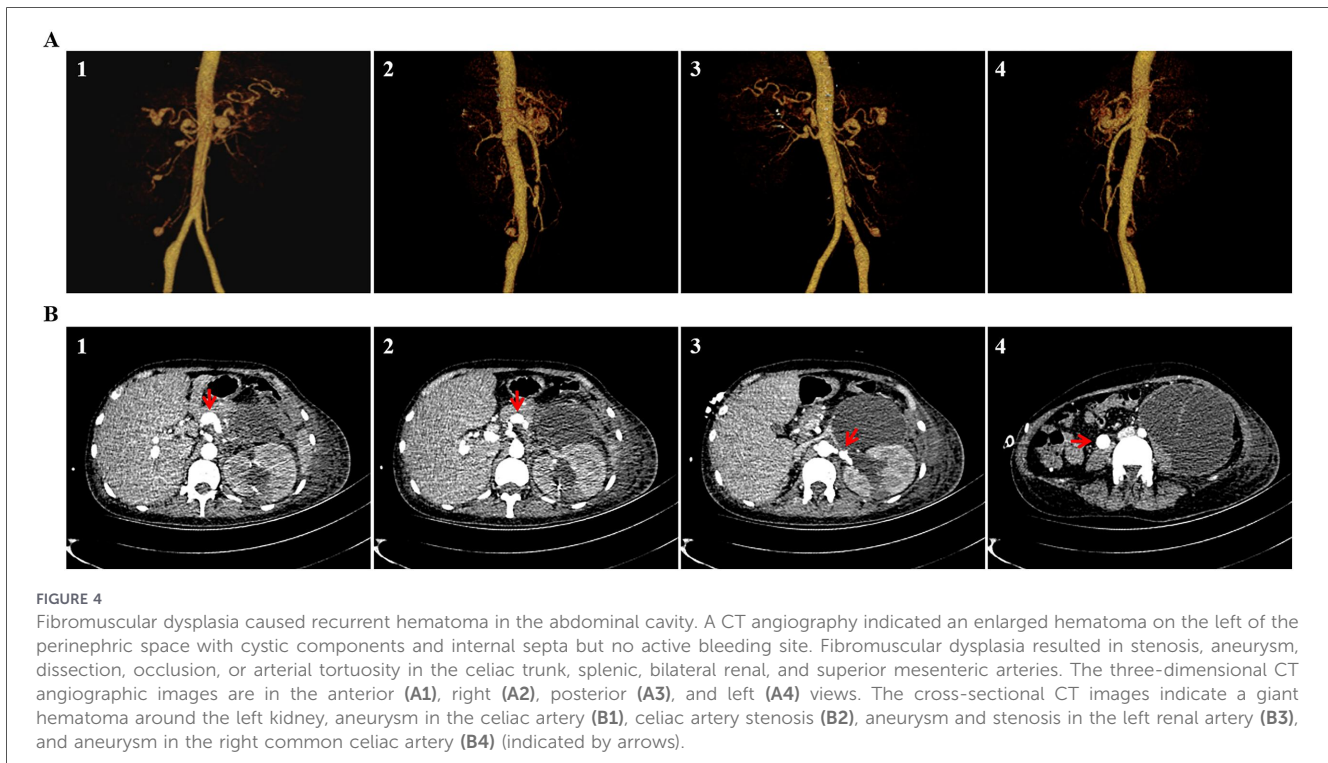 A
1
2
3
4
B
1
2
3
4
FIGURE 4
Fibromuscular dysplasia caused recurrent hematoma in the abdominal cavity. A CT angiography indicated an enlarged hematoma on the left of the
perinephric space with cystic components and internal septa but no active bleeding site. Fibromuscular dysplasia resulted in stenosis, aneurysm,
dissection, occlusion, or arterial tortuosity in the celiac trunk, splenic, bilateral renal, and superior mesenteric arteries. The three-dimensional CT
angiographic images are in the anterior (A1), right (A2), posterior (A3), and left (A4) views. The cross-sectional CT images indicate a giant
hematoma around the left kidney, aneurysm in the celiac artery (B1), celiac artery stenosis (B2), aneurysm and stenosis in the left renal artery (B3),
and aneurysm in the right common celiac artery (B4) (indicated by arrows).